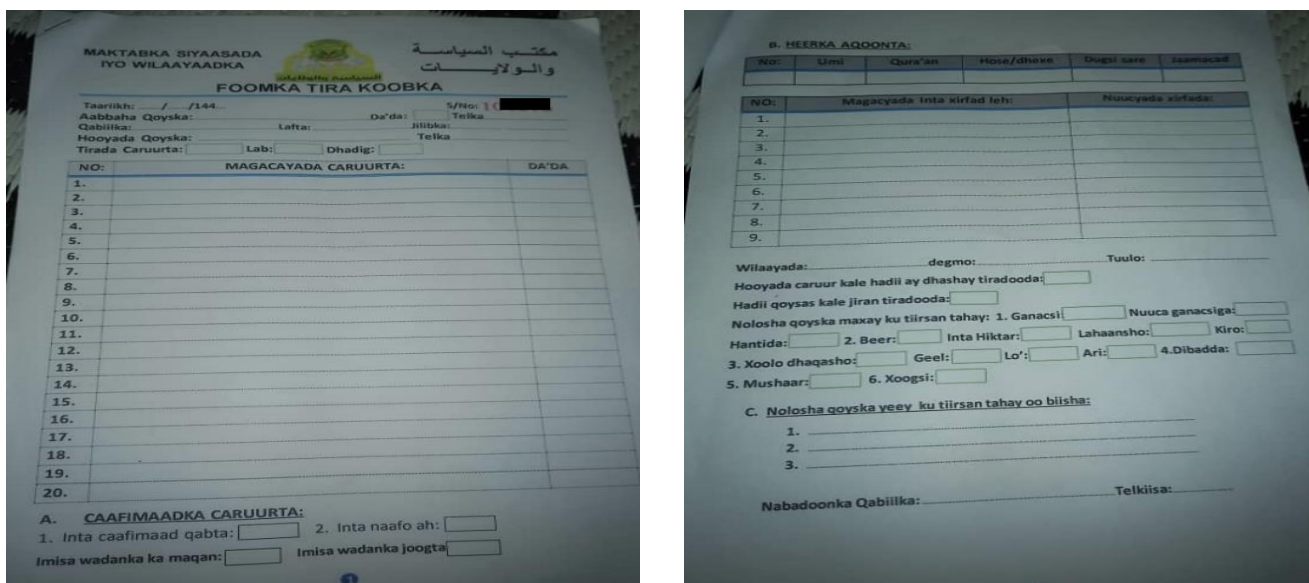 MAKTABKA SIYAASADA
IYO WILAAYAADKA
مكتب السياسة
والولايات
السياسة والولايات
FOOMKA TIRA KOOBKA
Taariikh: __/__/144..
S/No: 10
Aabbaha Qoyska: Da'da: Telka
Qabiilka: Lafta: Jilibka:
Hooyada Qoyska: Telka
Tirada Caruurta: Lab: Dhadig:
NO: MAGACAYADA CARUURTA: DA'DA
1.
2.
3.
4.
5.
6.
7.
8.
9.
10.
11.
12.
13.
14.
15.
16.
17.
18.
19.
20.
A. CAAFIMAADKA CARUURTA:
1. Inta caafimaad qabta: 2. Inta naafo ah:
Imisa wadanka ka maqan: Imisa wadanka joogta
1
B. HEERKA AQOONTA:
No: Umi Qura'an Hose/dhexe Dugsi sare Jaamacad
NO: Magacyada Inta xirfad leh: Nuucyada xirfada:
1.
2.
3.
4.
5.
6.
7.
8.
9.
Wilaayada: degmo: Tuulo:
Hooyada caruur kale hadii ay dhashay tiradooda:
Hadii qoysas kale jiran tiradooda:
Nolosha qoyska maxay ku tiirsan tahay: 1. Ganacsi: Nuuca ganacsiga:
Hantida: 2. Beer: Inta Hiktar: Lahaansho: Kiro:
3. Xoolo dhaqasho: Geel: Lo': Ari: 4.Dibadda:
5. Mushaar: 6. Xoogsi:
C. Nolosha qoyska yeey ku tiirsan tahay oo biisha:
1.
2.
3.
Nabadoonka Qabiilka: Telkiisa: